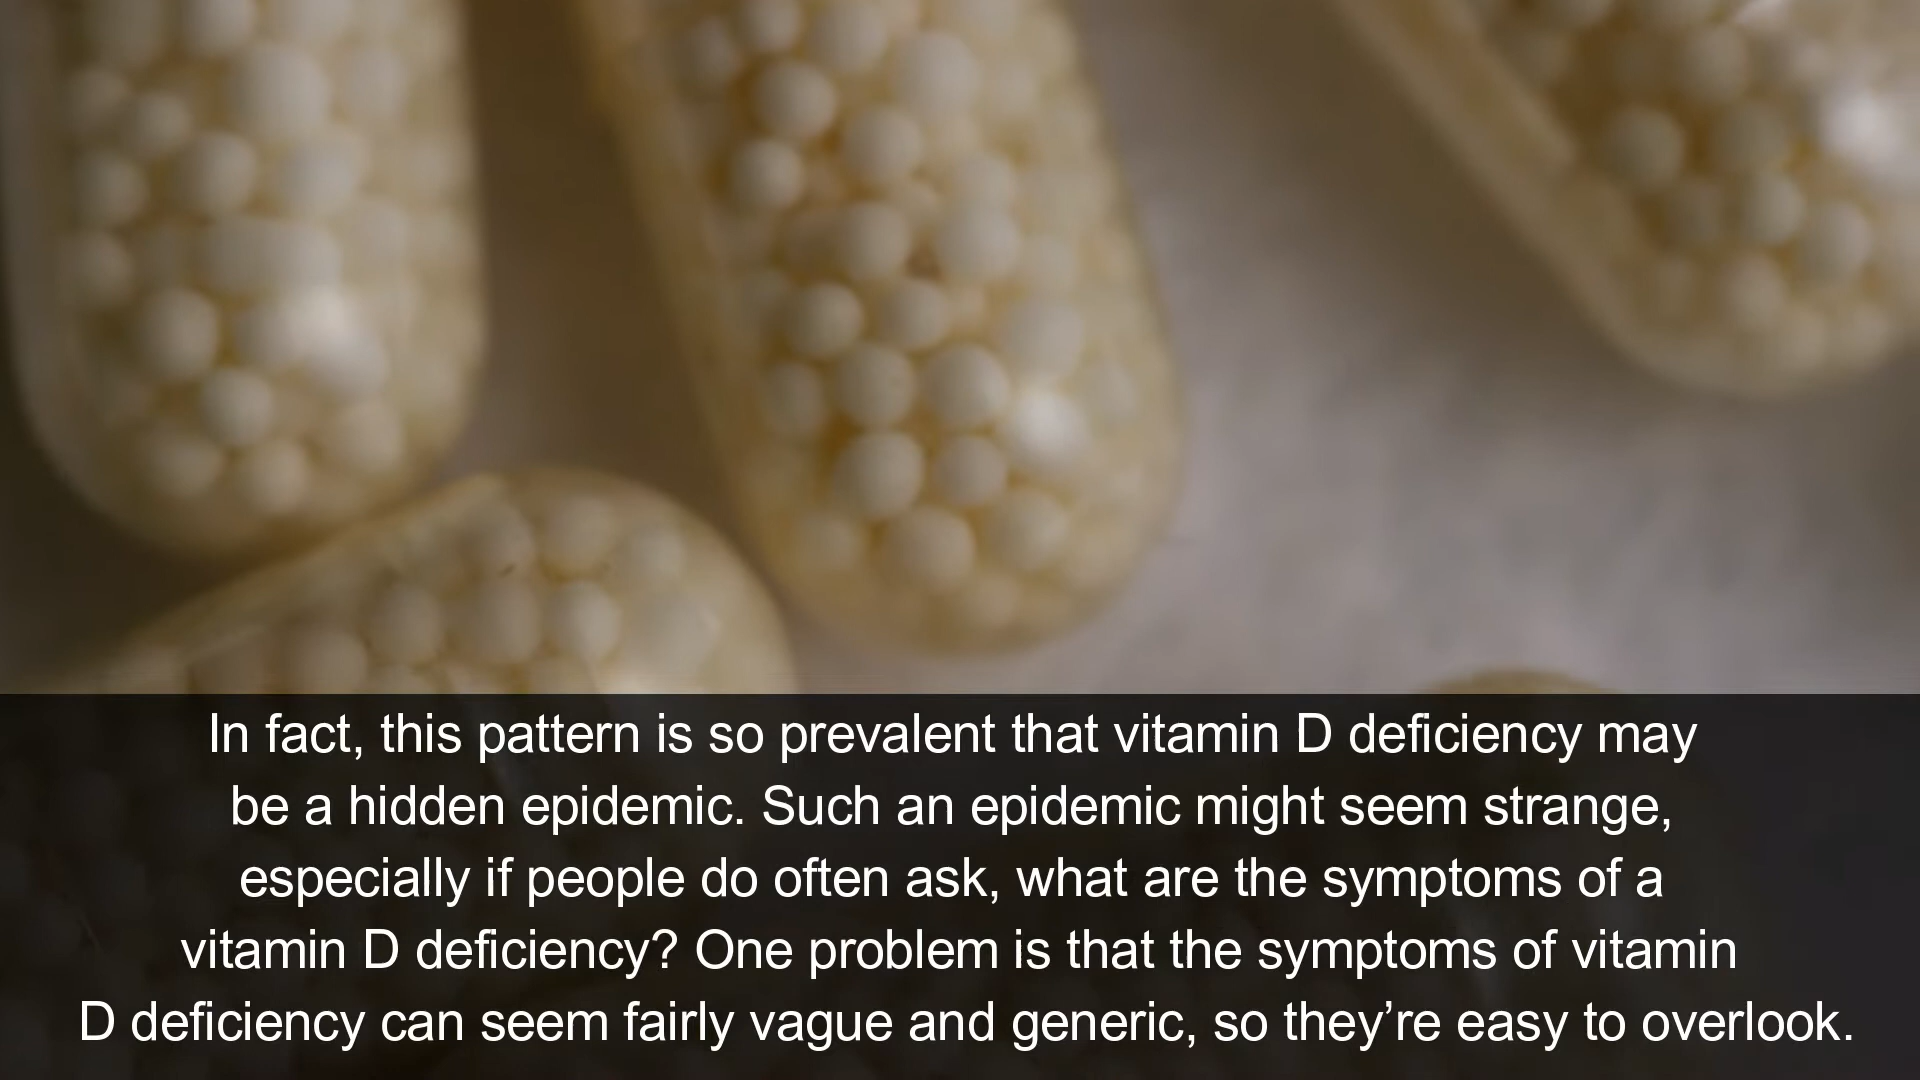 In fact, this pattern is so prevalent that vitamin D deficiency may
be a hidden epidemic. Such an epidemic might seem strange,
especially if people do often ask, what are the symptoms of a
vitamin D deficiency? One problem is that the symptoms of vitamin
D deficiency can seem fairly vague and generic, so they’re easy to overlook.